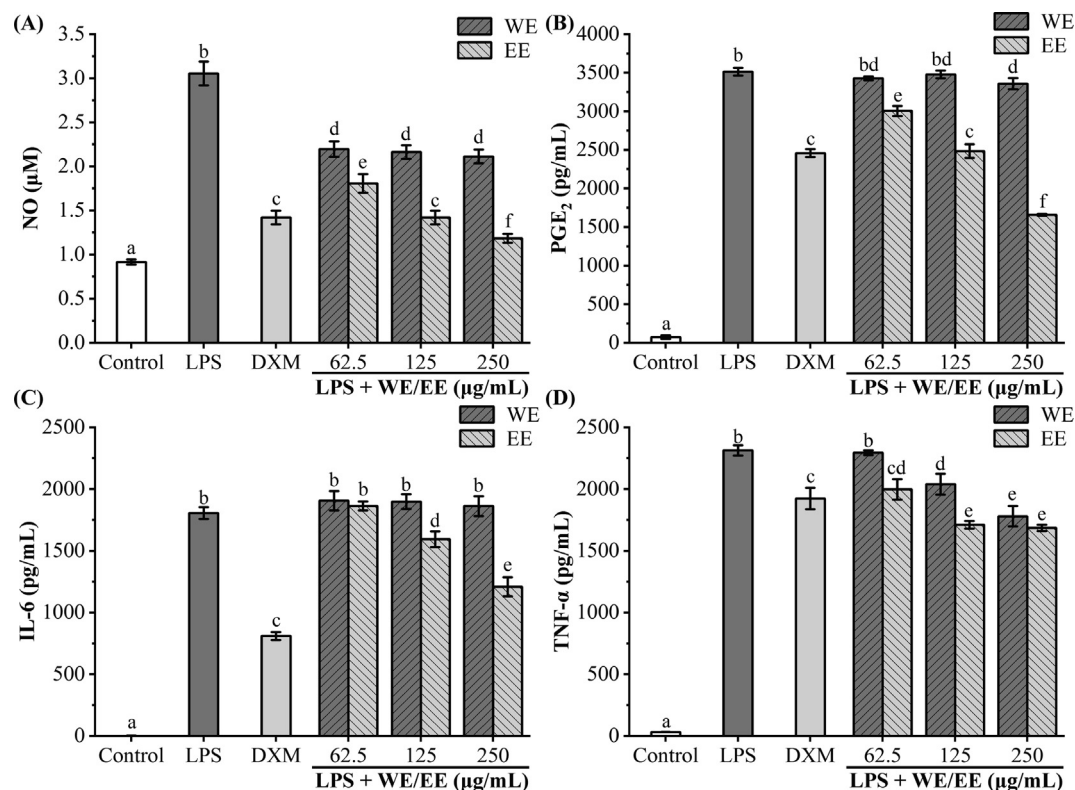 (A)
WE
EE
3.5
3.0
2.5
2.0
1.5
1.0
0.5
0.0
NO (μM)
a
b
c
d
e
d
c
d
f
Control LPS DXM 62.5 125 250
LPS + WE/EE (μg/mL)
(B)
WE
EE
4000
3500
3000
2500
2000
1500
1000
500
0
PGE₂ (pg/mL)
a
b
c
bd
e
bd
c
d
f
Control LPS DXM 62.5 125 250
LPS + WE/EE (μg/mL)
(C)
WE
EE
2500
2000
1500
1000
500
0
IL-6 (pg/mL)
a
b
c
b
b
b
d
b
e
Control LPS DXM 62.5 125 250
LPS + WE/EE (μg/mL)
(D)
WE
EE
2500
2000
1500
1000
500
0
TNF-α (pg/mL)
a
b
c
b
cd
d
e
e
e
Control LPS DXM 62.5 125 250
LPS + WE/EE (μg/mL)